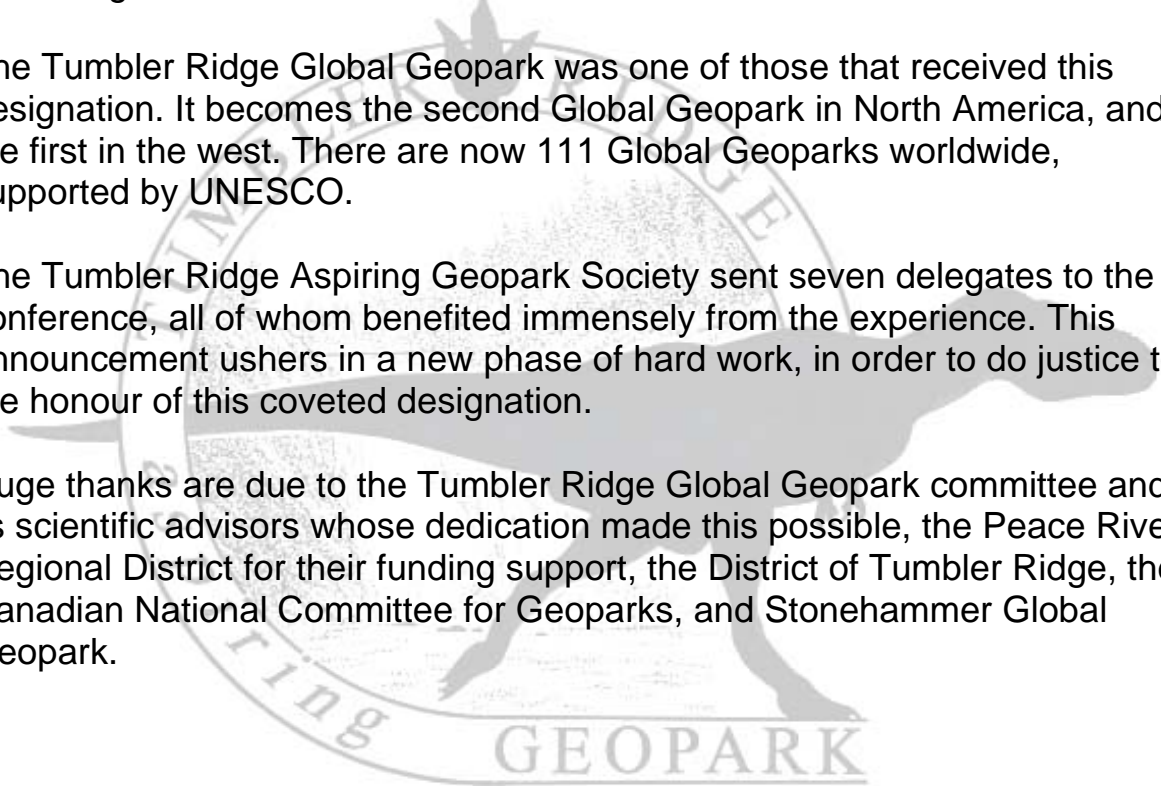 he Tumbler Ridge Global Geopark was one of those that received this
esignation. It becomes the second Global Geopark in North America, and
e first in the west. There are now 111 Global Geoparks worldwide,
upported by UNESCO.
he Tumbler Ridge Aspiring Geopark Society sent seven delegates to the
onference, all of whom benefited immensely from the experience. This
nnouncement ushers in a new phase of hard work, in order to do justice t
e honour of this coveted designation.
uge thanks are due to the Tumbler Ridge Global Geopark committee and
s scientific advisors whose dedication made this possible, the Peace Rive
egional District for their funding support, the District of Tumbler Ridge, the
anadian National Committee for Geoparks, and Stonehammer Global
eopark.
TUMBLER RIDGE
aspiring
GEOPARK